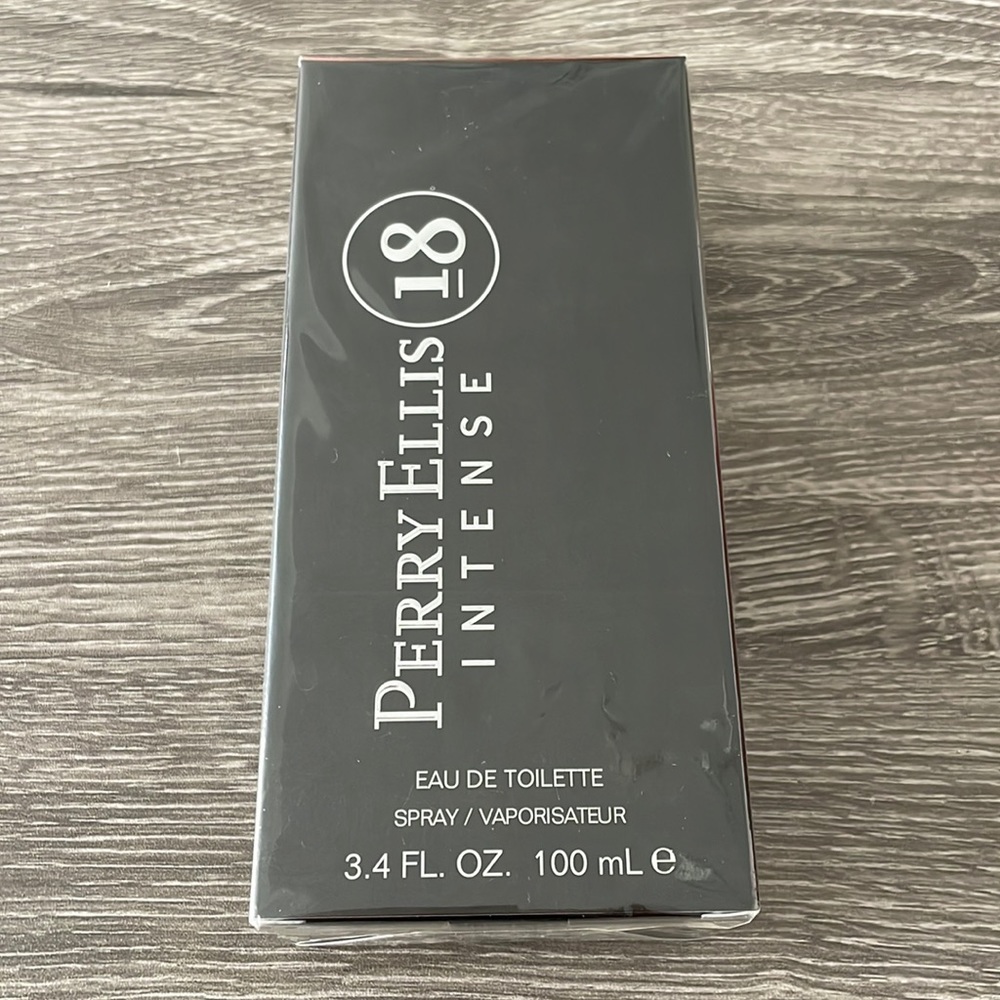 PERRY ELLIS 18
INTENSE
EAU DE TOILETTE
SPRAY / VAPORISATEUR
3.4 FL. OZ. 100 mL ℮